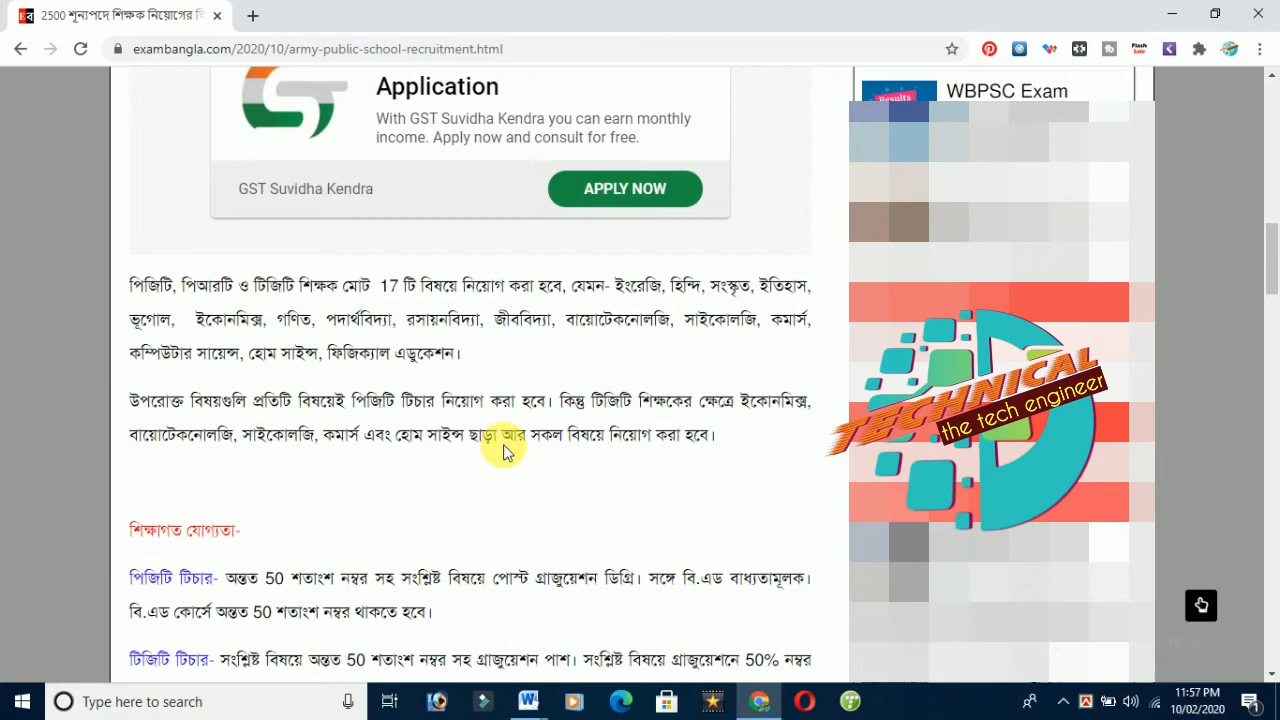 2500 শূন্যপদে শিক্ষক নিয়োগের বি
exambangla.com/2020/10/army-public-school-recruitment.html
Application
With GST Suvidha Kendra you can earn monthly
income. Apply now and consult for free.
GST Suvidha Kendra
APPLY NOW
WBPSC Exam
Results
পিজিটি, পিআরটি ও টিজিটি শিক্ষক মোট 17 টি বিষয়ে নিয়োগ করা হবে, যেমন- ইংরেজি, হিন্দি, সংস্কৃত, ইতিহাস,
ভূগোল, ইকোনমিক্স, গণিত, পদার্থবিদ্যা, রসায়নবিদ্যা, জীববিদ্যা, বায়োটেকনোলজি, সাইকোলজি, কমার্স,
কম্পিউটার সায়েন্স, হোম সাইন্স, ফিজিক্যাল এডুকেশন।
উপরোক্ত বিষয়গুলি প্রতিটি বিষয়েই পিজিটি টিচার নিয়োগ করা হবে। কিন্তু টিজিটি শিক্ষকের ক্ষেত্রে ইকোনমিক্স,
বায়োটেকনোলজি, সাইকোলজি, কমার্স এবং হোম সাইন্স ছাড়া আর সকল বিষয়ে নিয়োগ করা হবে।
শিক্ষাগত যোগ্যতা-
পিজিটি টিচার- অন্তত 50 শতাংশ নম্বর সহ সংশ্লিষ্ট বিষয়ে পোস্ট গ্রাজুয়েশন ডিগ্রি। সঙ্গে বি.এড বাধ্যতামূলক।
বি.এড কোর্সে অন্তত 50 শতাংশ নম্বর থাকতে হবে।
টিজিটি টিচার- সংশ্লিষ্ট বিষয়ে অন্তত 50 শতাংশ নম্বর সহ গ্রাজুয়েশন পাশ। সংশ্লিষ্ট বিষয়ে গ্রাজুয়েশনে 50% নম্বর
TECHNICAL
the tech engineer
Type here to search
11:57 PM
10/02/2020